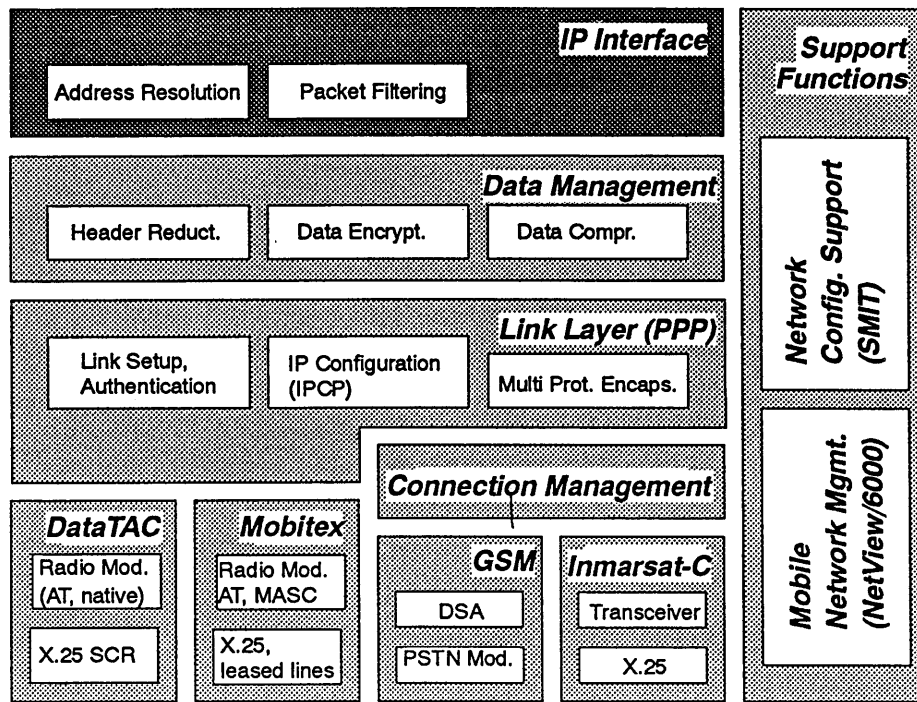 IP Interface
Address Resolution
Packet Filtering
Data Management
Header Reduct.
Data Encrypt.
Data Compr.
Link Layer (PPP)
Link Setup,
Authentication
IP Configuration
(IPCP)
Multi Prot. Encaps.
Connection Management
DataTAC
Radio Mod.
(AT, native)
X.25 SCR
Mobitex
Radio Mod.
AT, MASC
X.25,
leased lines
GSM
DSA
PSTN Mod.
Inmarsat-C
Transceiver
X.25
Support
Functions
Network
Config. Support
(SMIT)
Mobile
Network Mgmt.
(NetView/6000)